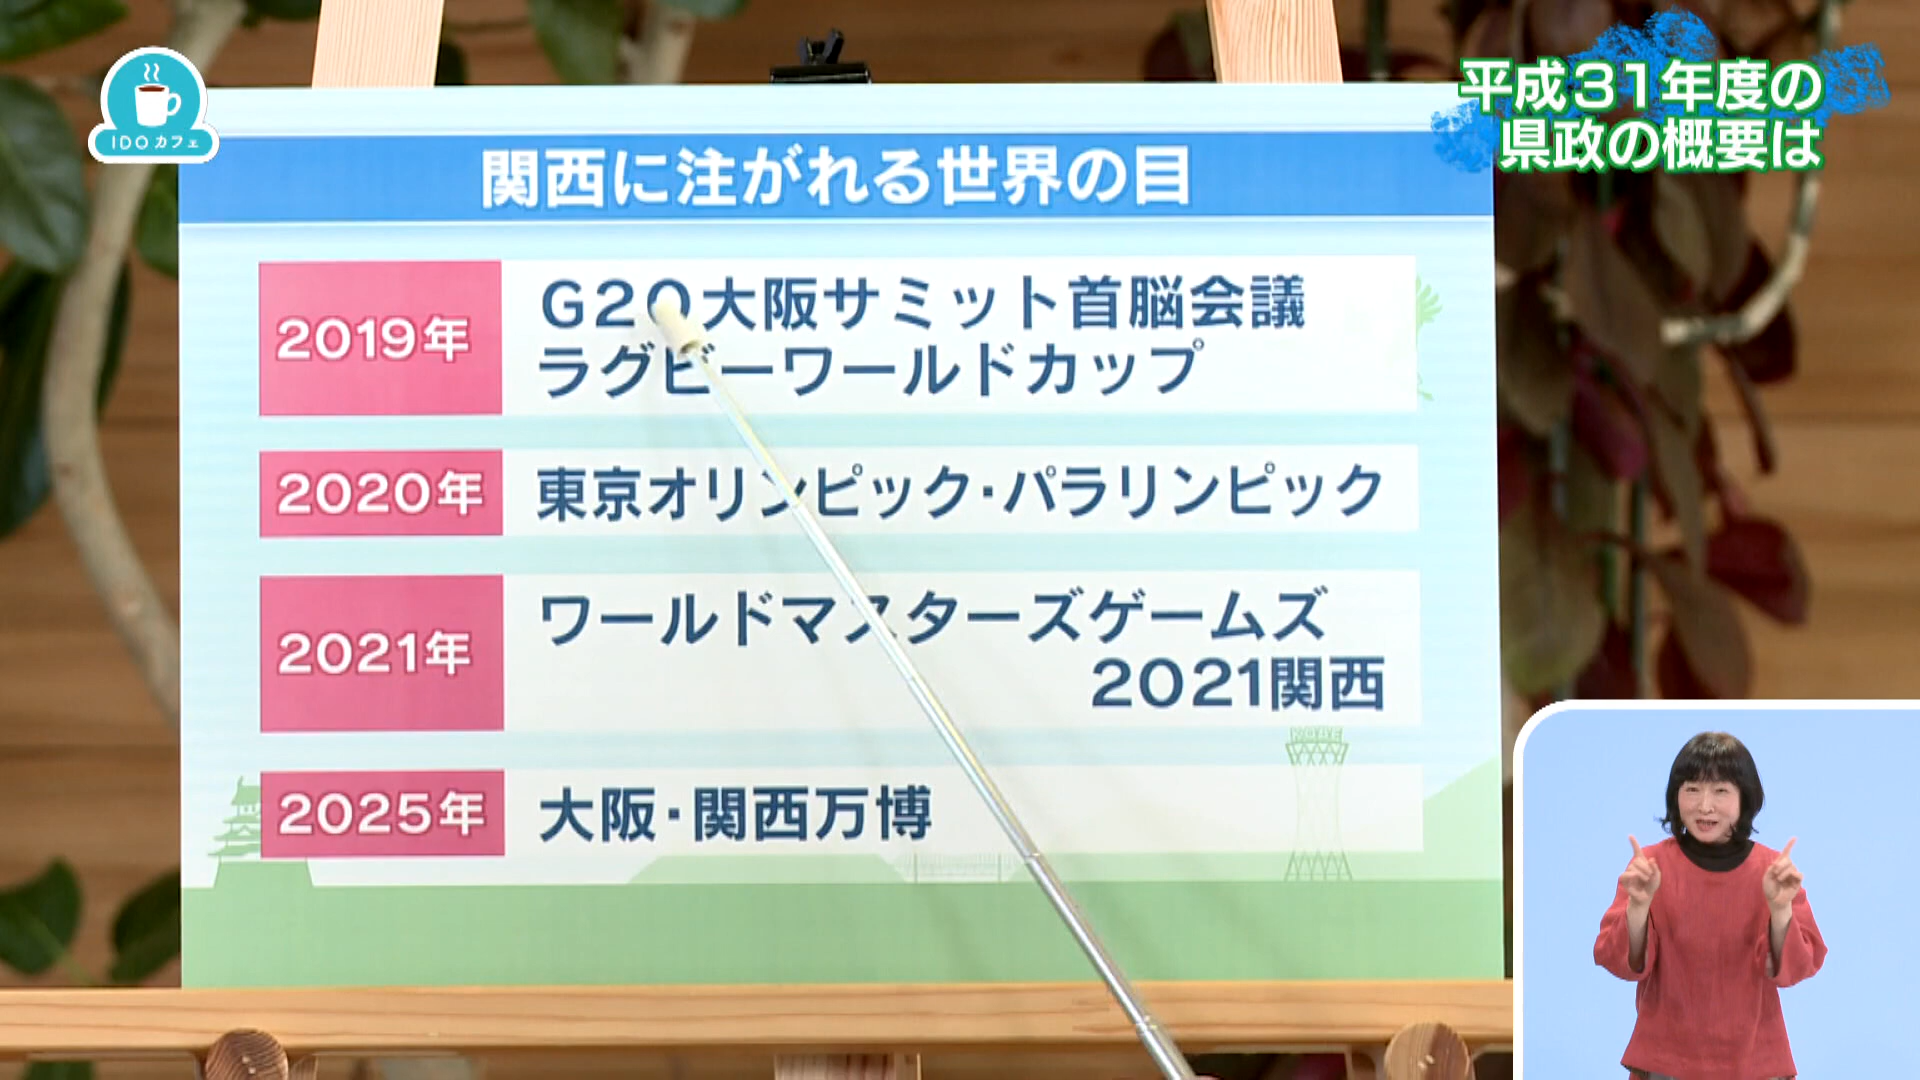 IDOカフェ
平成31年度の
県政の概要は
関西に注がれる世界の目
2019年
G20大阪サミット首脳会議
ラグビーワールドカップ
2020年
東京オリンピック・パラリンピック
2021年
ワールドマスターズゲームズ
2021関西
2025年
大阪・関西万博
KOBE